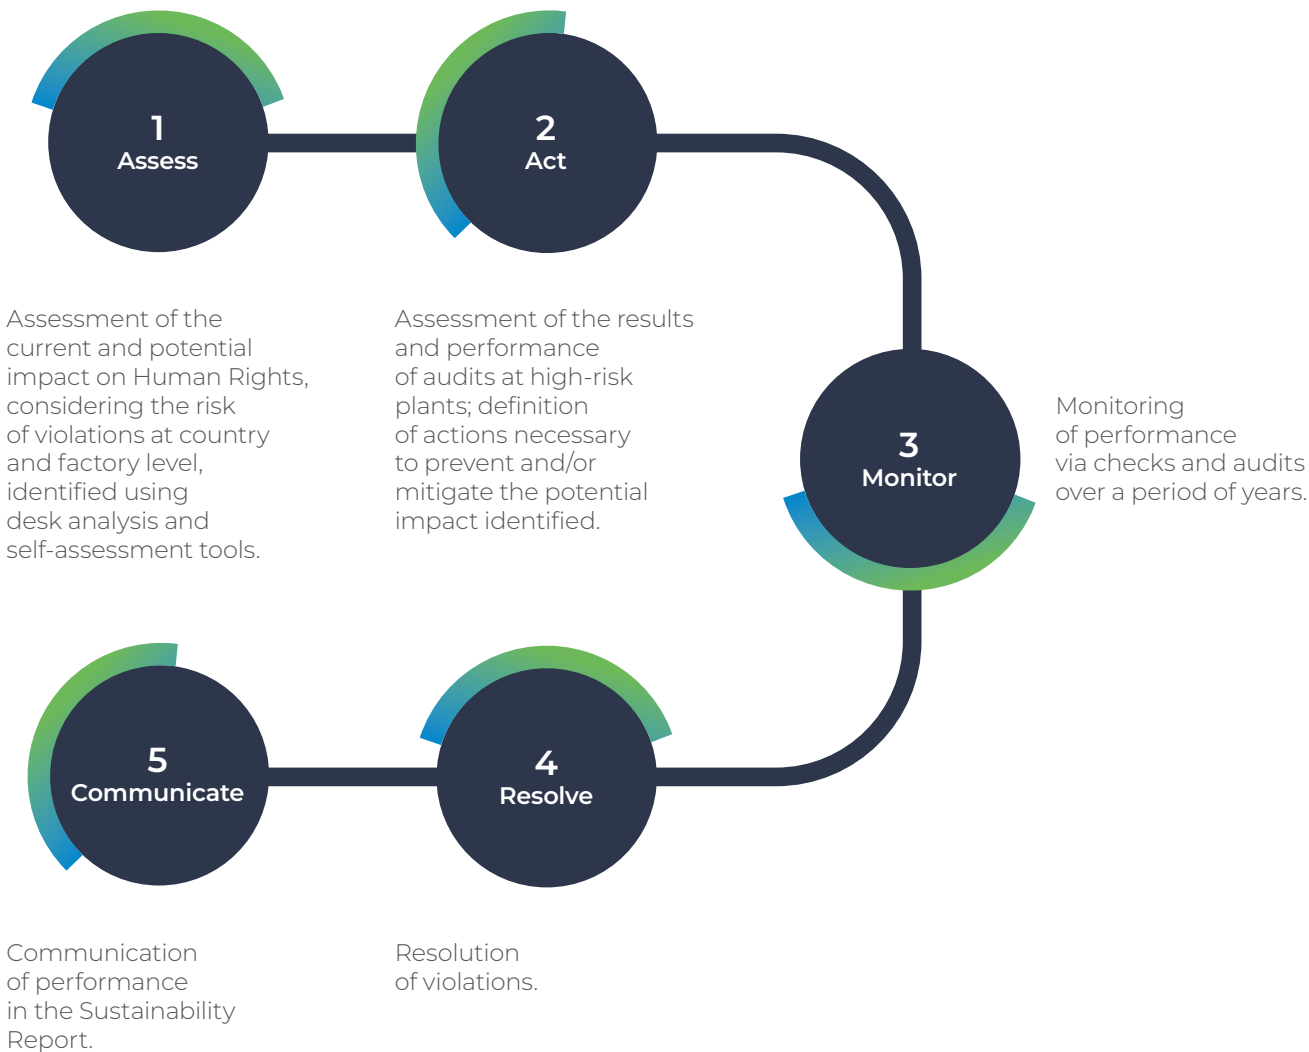 1
Assess
Assessment of the
current and potential
impact on Human Rights,
considering the risk
of violations at country
and factory level,
identified using
desk analysis and
self-assessment tools.
2
Act
Assessment of the results
and performance
of audits at high-risk
plants; definition
of actions necessary
to prevent and/or
mitigate the potential
impact identified.
3
Monitor
Monitoring
of performance
via checks and audits
over a period of years.
4
Resolve
Resolution
of violations.
5
Communicate
Communication
of performance
in the Sustainability
Report.